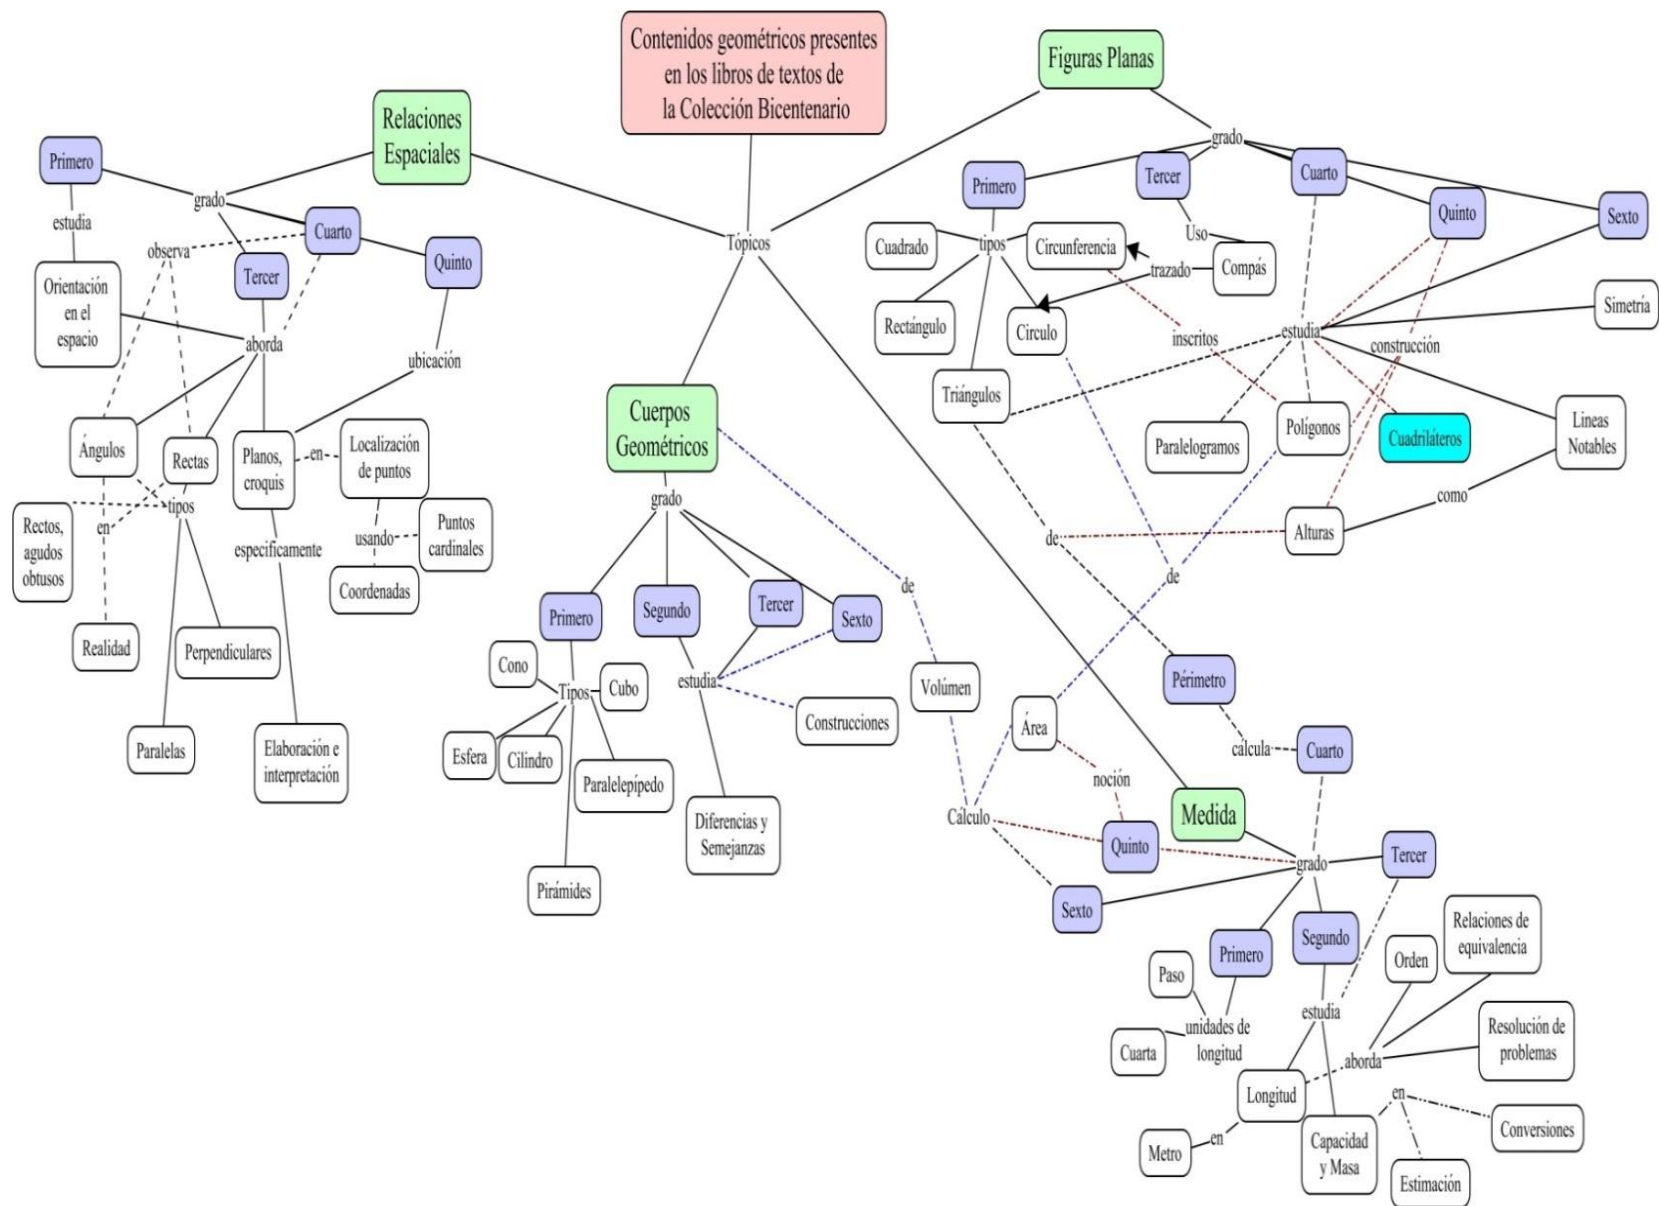 Contenidos geométricos presentes
en los libros de textos de
la Colección Bicentenario
Tópicos
Relaciones
Espaciales
grado
Primero
estudia
Orientación
en el
espacio
observa
Cuarto
Tercer
Quinto
aborda
ubicación
Ángulos
Rectas
Planos,
croquis
en
Localización
de puntos
usando
Puntos
cardinales
Coordenadas
tipos
Rectos,
agudos
obtusos
en
Realidad
Perpendiculares
Paralelas
específicamente
Elaboración e
interpretación
Cuerpos
Geométricos
grado
Primero
Segundo
Tercer
Sexto
Tipos
Cono
Cubo
Esfera
Cilindro
Paralelepípedo
Pirámides
estudia
Construcciones
Diferencias y
Semejanzas
de
Volúmen
Figuras Planas
grado
Primero
Tercer
Cuarto
Quinto
Sexto
tipos
Cuadrado
Circunferencia
Rectángulo
Circulo
Triángulos
Uso
Compás
trazado
inscritos
estudia
construcción
Simetría
Paralelogramos
Polígonos
Cuadriláteros
Lineas
Notables
como
Alturas
de
de
Périmetro
calcula
Cuarto
Área
noción
Cálculo
Quinto
Medida
grado
Tercer
Sexto
Primero
Segundo
Paso
Cuarta
unidades de
longitud
estudia
Longitud
aborda
Orden
Relaciones de
equivalencia
Resolución de
problemas
en
Metro
Capacidad
y Masa
en
Conversiones
Estimación